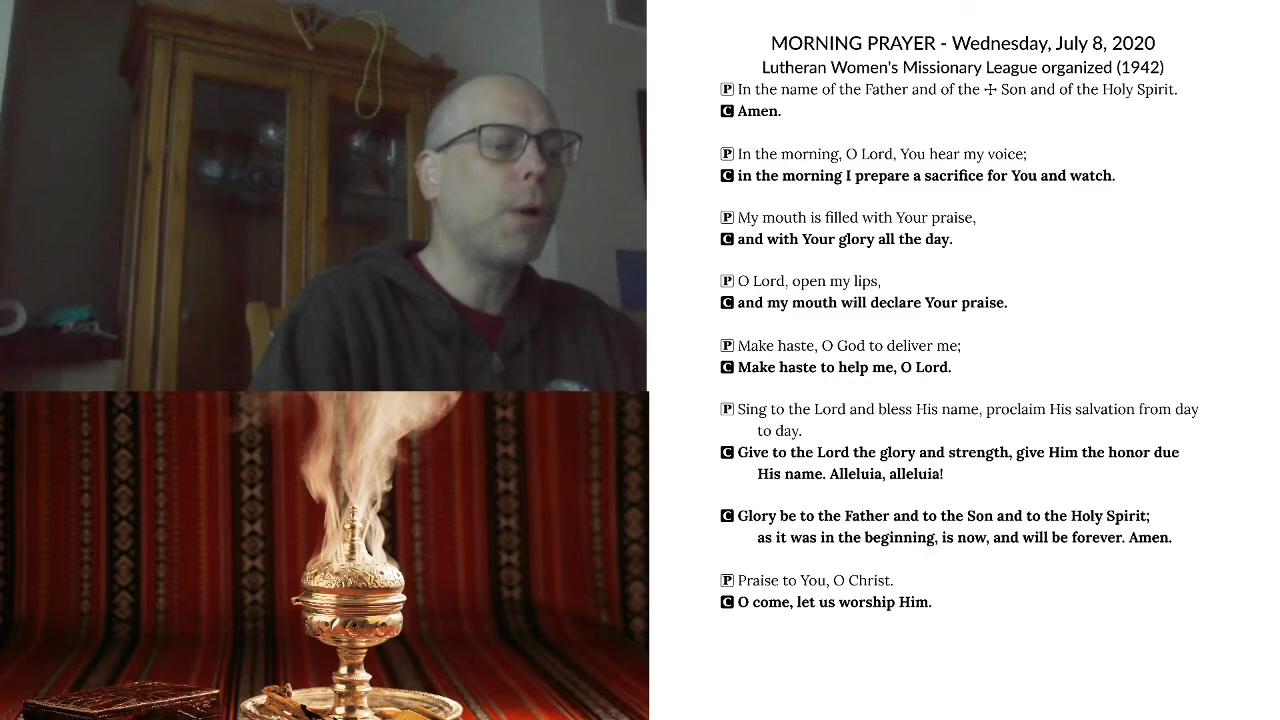 MORNING PRAYER - Wednesday, July 8, 2020
Lutheran Women's Missionary League organized (1942)
P In the name of the Father and of the ☩ Son and of the Holy Spirit.
C Amen.
P In the morning, O Lord, You hear my voice;
C in the morning I prepare a sacrifice for You and watch.
P My mouth is filled with Your praise,
C and with Your glory all the day.
P O Lord, open my lips,
C and my mouth will declare Your praise.
P Make haste, O God to deliver me;
C Make haste to help me, O Lord.
P Sing to the Lord and bless His name, proclaim His salvation from day
to day.
C Give to the Lord the glory and strength, give Him the honor due
His name. Alleluia, alleluia!
C Glory be to the Father and to the Son and to the Holy Spirit;
as it was in the beginning, is now, and will be forever. Amen.
P Praise to You, O Christ.
C O come, let us worship Him.